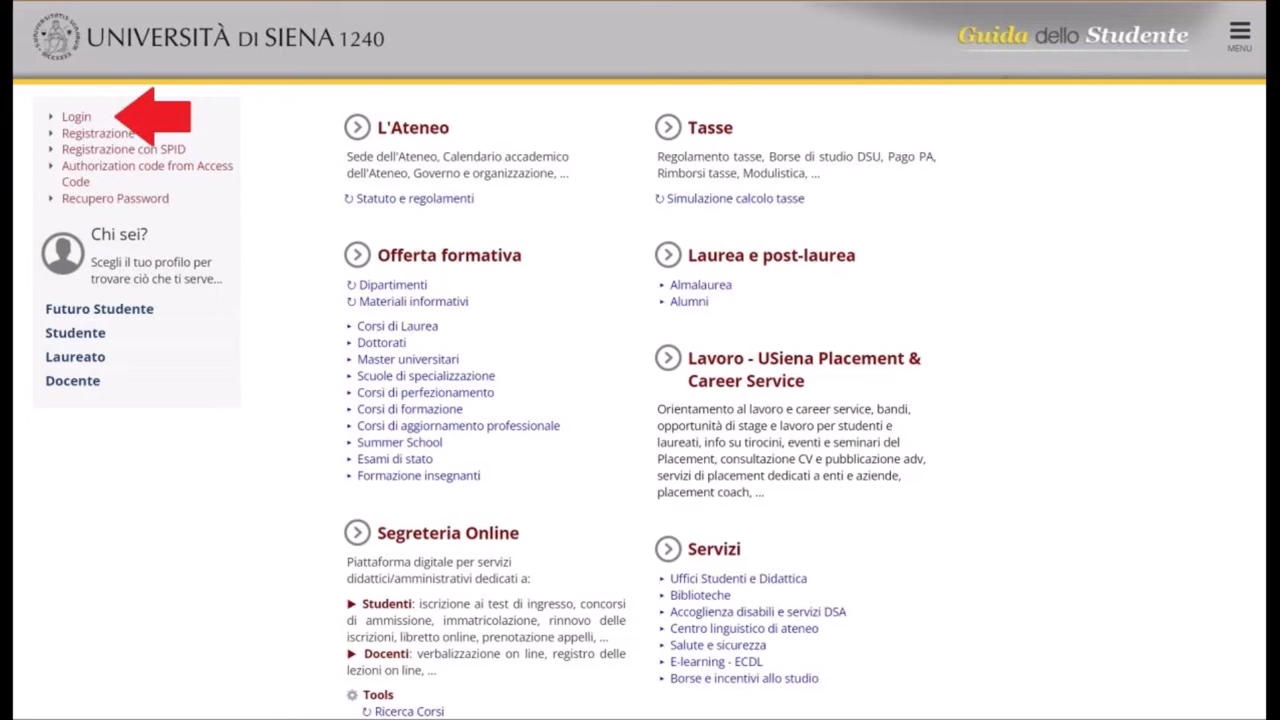 UNIVERSITÀ DI SIENA 1240
Guida dello Studente
MENU
Login
Registrazione
Registrazione con SPID
Authorization code from Access
Code
Recupero Password
Chi sei?
Scegli il tuo profilo per
trovare ciò che ti serve...
Futuro Studente
Studente
Laureato
Docente
L'Ateneo
Sede dell'Ateneo, Calendario accademico
dell'Ateneo, Governo e organizzazione, ...
Statuto e regolamenti
Offerta formativa
Dipartimenti
Materiali informativi
Corsi di Laurea
Dottorati
Master universitari
Scuole di specializzazione
Corsi di perfezionamento
Corsi di formazione
Corsi di aggiornamento professionale
Summer School
Esami di stato
Formazione insegnanti
Segreteria Online
Piattaforma digitale per servizi
didattici/amministrativi dedicati a:
Studenti: iscrizione ai test di ingresso, concorsi
di ammissione, immatricolazione, rinnovo delle
iscrizioni, libretto online, prenotazione appelli, ...
Docenti: verbalizzazione on line, registro delle
lezioni on line, ...
Tools
Ricerca Corsi
Tasse
Regolamento tasse, Borse di studio DSU, Pago PA,
Rimborsi tasse, Modulistica, ...
Simulazione calcolo tasse
Laurea e post-laurea
Almalaurea
Alumni
Lavoro - USiena Placement &
Career Service
Orientamento al lavoro e career service, bandi,
opportunità di stage e lavoro per studenti e
laureati, info su tirocini, eventi e seminari del
Placement, consultazione CV e pubblicazione adv,
servizi di placement dedicati a enti e aziende,
placement coach, ...
Servizi
Uffici Studenti e Didattica
Biblioteche
Accoglienza disabili e servizi DSA
Centro linguistico di ateneo
Salute e sicurezza
E-learning - ECDL
Borse e incentivi allo studio